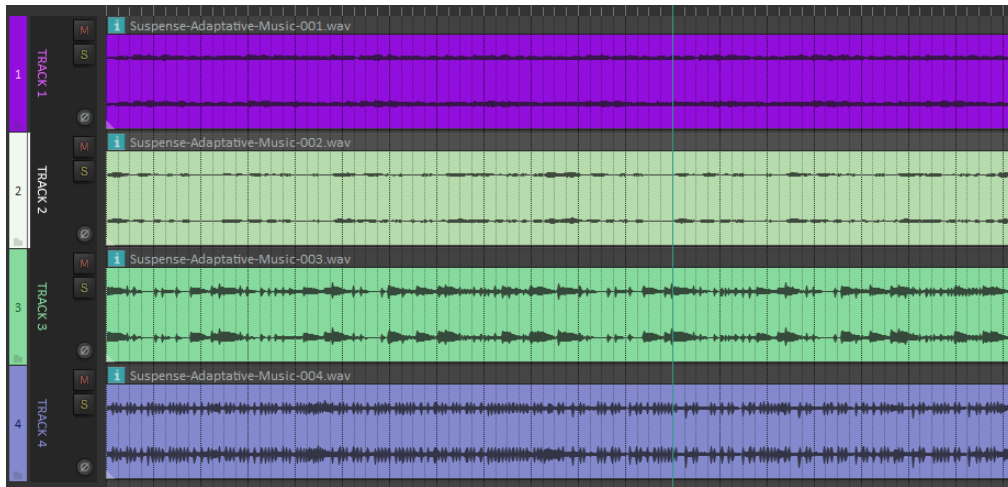 M
i Suspense-Adaptative-Music-001.wav
S
1
TRACK 1
Ø
M
i Suspense-Adaptative-Music-002.wav
S
2
TRACK 2
Ø
M
i Suspense-Adaptative-Music-003.wav
S
3
TRACK 3
Ø
M
i Suspense-Adaptative-Music-004.wav
S
4
TRACK 4
Ø